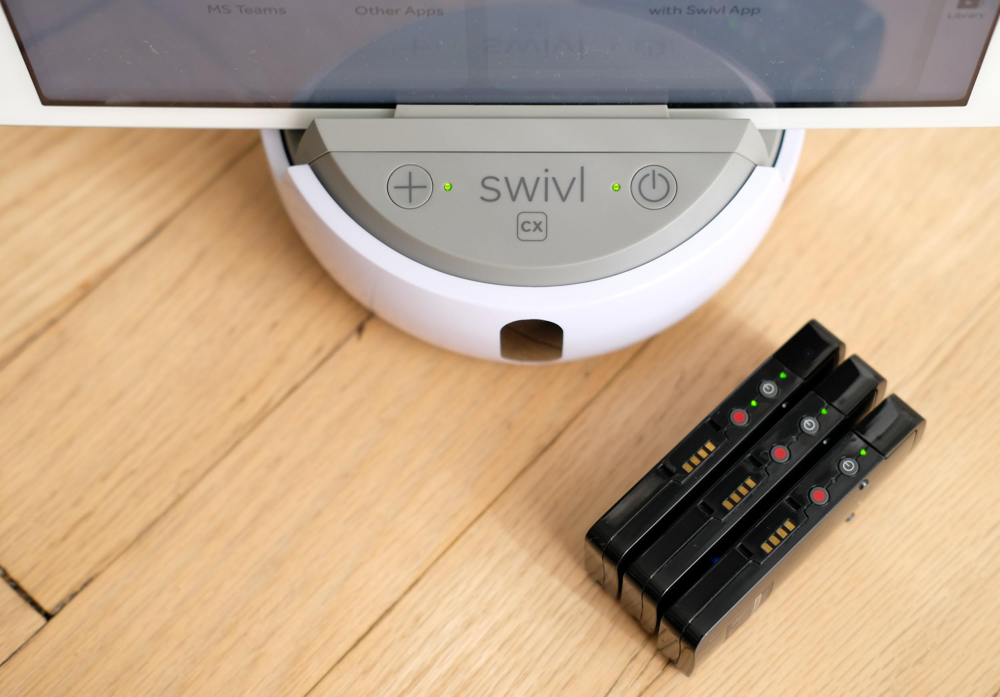 MS Teams
Other Apps
with Swivl App
Library
swivl
cx